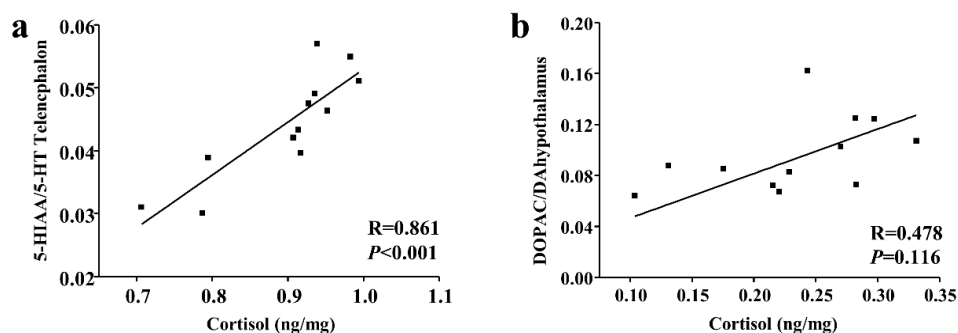 a
0.06
0.05
0.04
0.03
0.02
5-HIAA/5-HT Telencphalon
R=0.861
P<0.001
0.7 0.8 0.9 1.0 1.1
Cortisol (ng/mg)
b
0.20
0.16
0.12
0.08
0.04
0.00
DOPAC/DAhypothalamus
R=0.478
P=0.116
0.10 0.15 0.20 0.25 0.30 0.35
Cortisol (ng/mg)